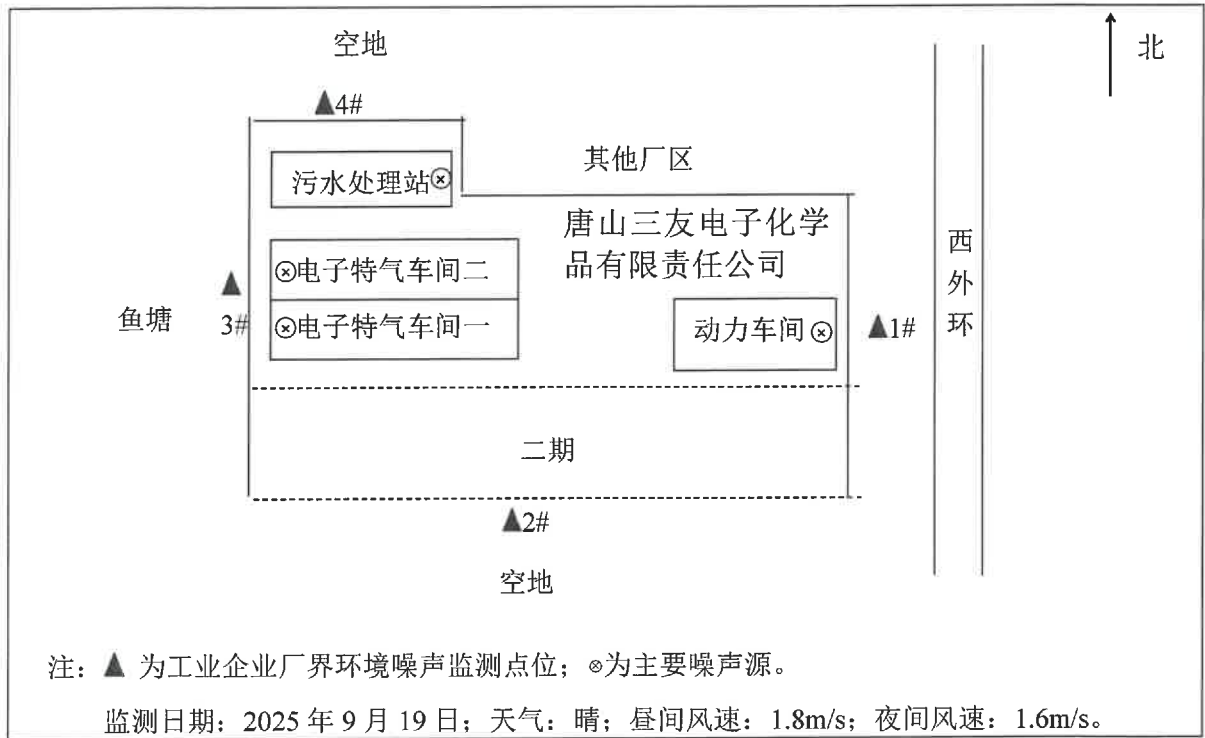 空地
北
▲4#
其他厂区
污水处理站⊗
唐山三友电子化学
品有限责任公司
西外环
⊗电子特气车间二
▲
3#
鱼塘
⊗电子特气车间一
动力车间⊗
▲1#
二期
▲2#
空地
注：▲ 为工业企业厂界环境噪声监测点位；⊗为主要噪声源。
监测日期：2025 年 9 月 19 日；天气：晴；昼间风速：1.8m/s；夜间风速：1.6m/s。